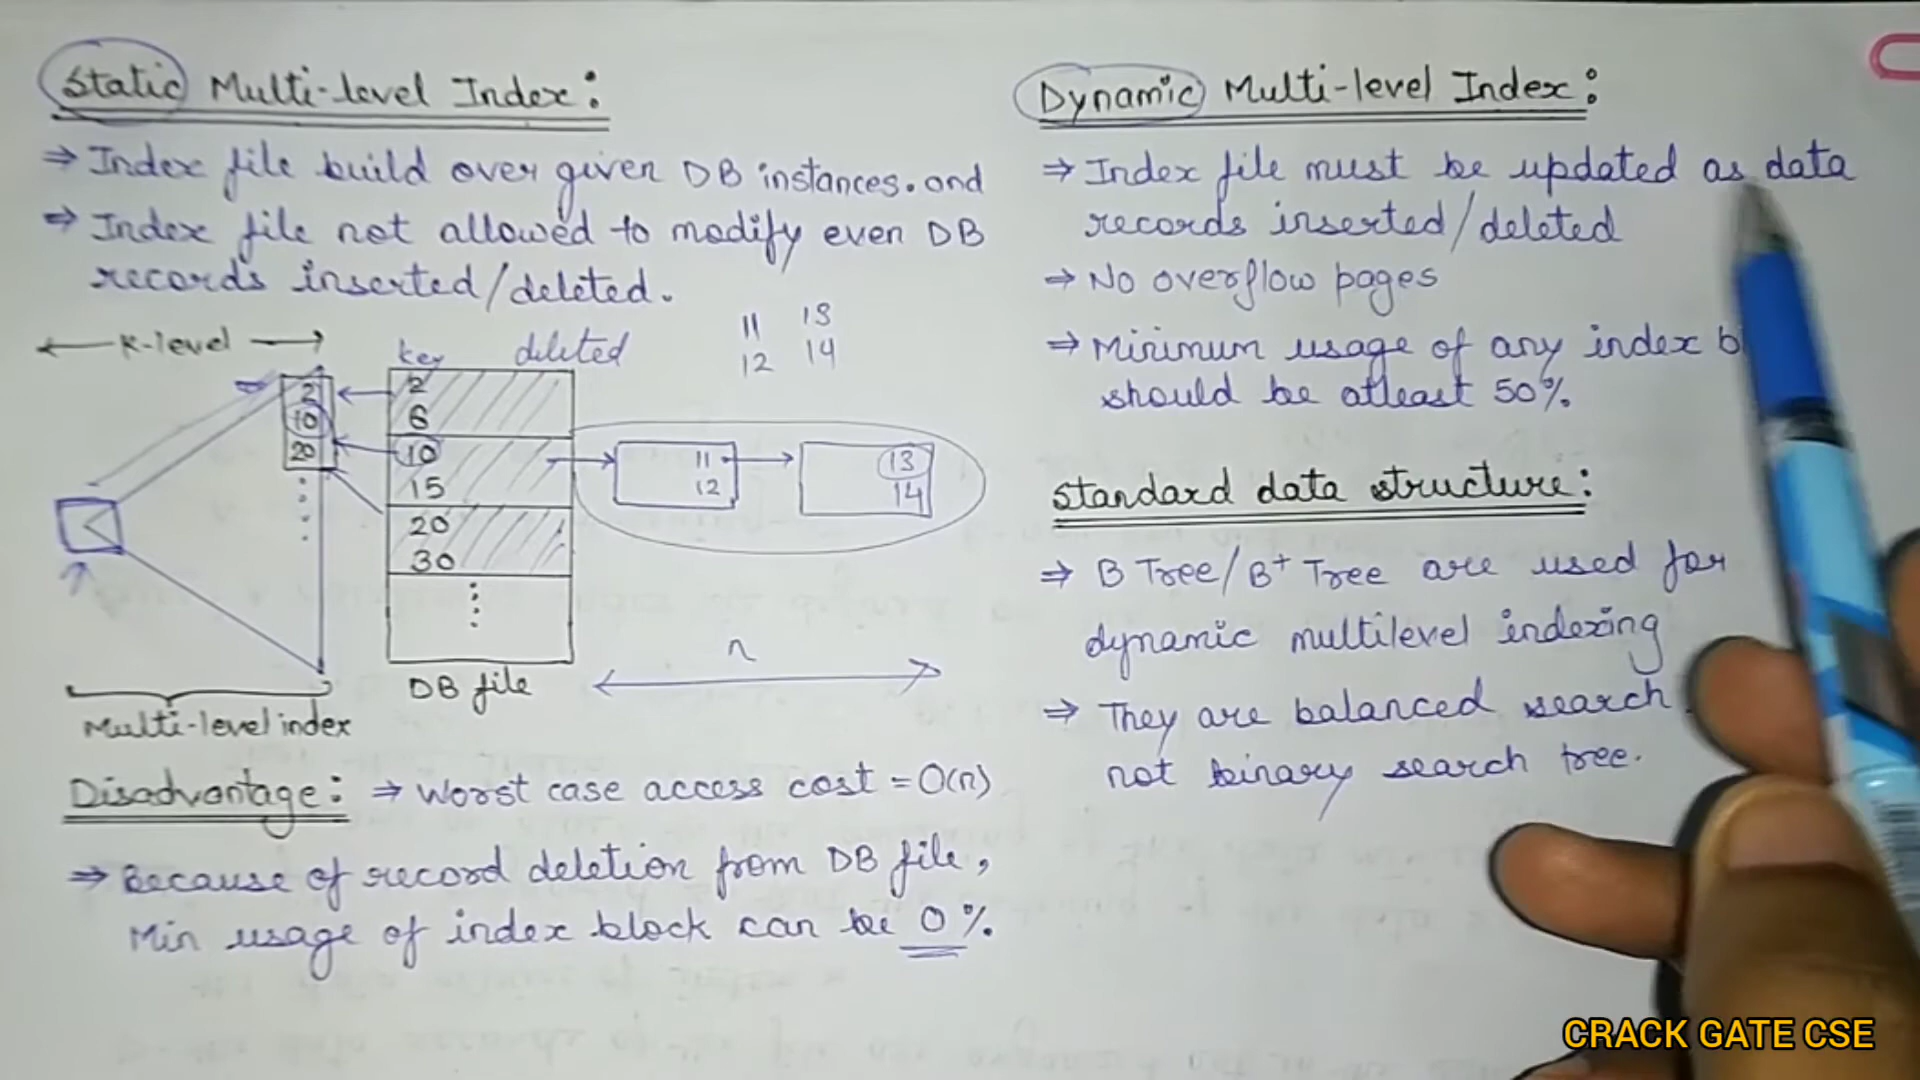 Static Multi-level Index:
⇒ Index file build over given DB instances. and
⇒ Index file not allowed to modify even DB
records inserted/deleted.
K-level
key deleted
11 13
12 14
2
10
20
2
6
10
15
20
30
11
12
13
14
n
DB file
Multi-level index
Disadvantage: ⇒ Worst case access cost = O(n)
⇒ Because of record deletion from DB file,
Min usage of index block can be 0%.
Dynamic Multi-level Index:
⇒ Index file must be updated as data
records inserted/deleted
⇒ No overflow pages
⇒ Minimum usage of any index b
should be atleast 50%.
Standard data structure:
⇒ B Tree/B+ Tree are used for
dynamic multilevel indexing
⇒ They are balanced search
not binary search tree.
CRACK GATE CSE